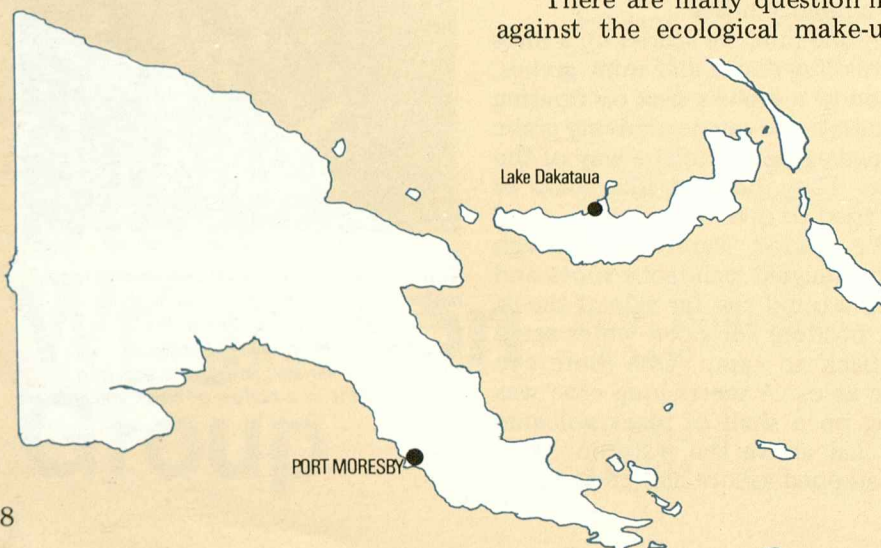 There are many question
against the ecological make-u
Lake Dakataua
PORT MORESBY
8